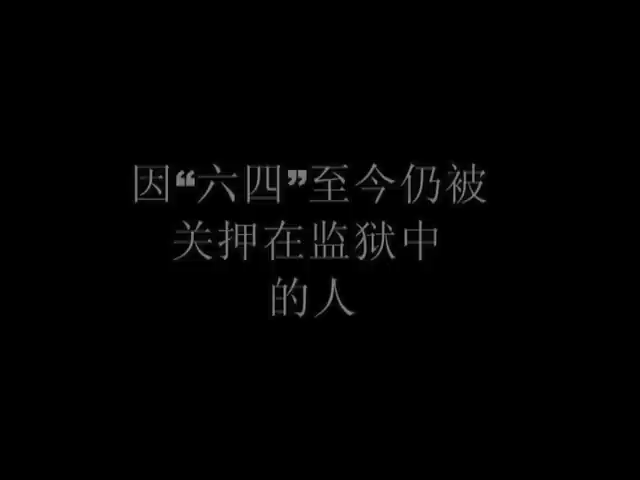 因“六四”至今仍被
关押在监狱中
的人